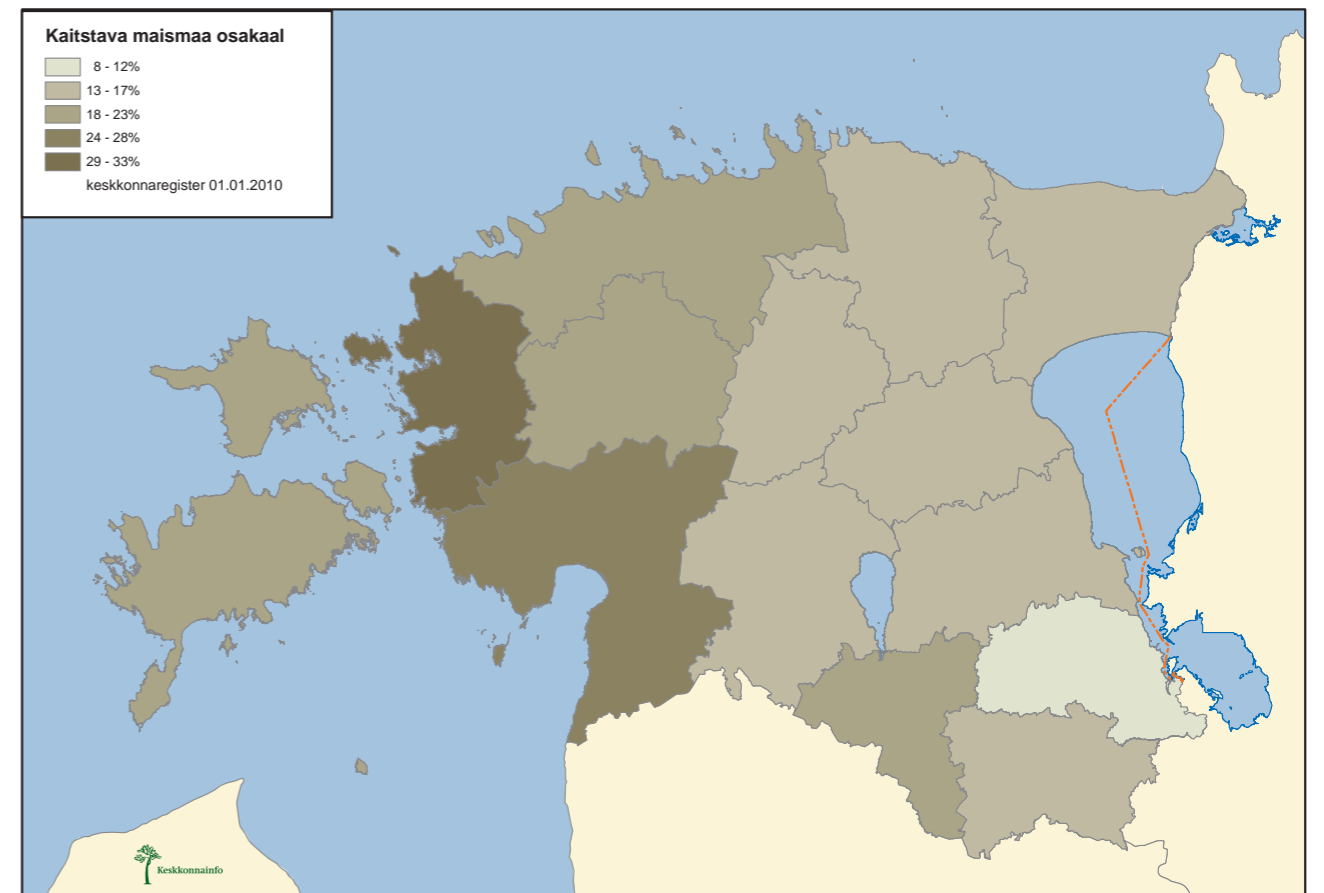 Kaitstava maismaa osakaal
8 - 12%
13 - 17%
18 - 23%
24 - 28%
29 - 33%
keskkonnaregister 01.01.2010
Keskkonnainfo